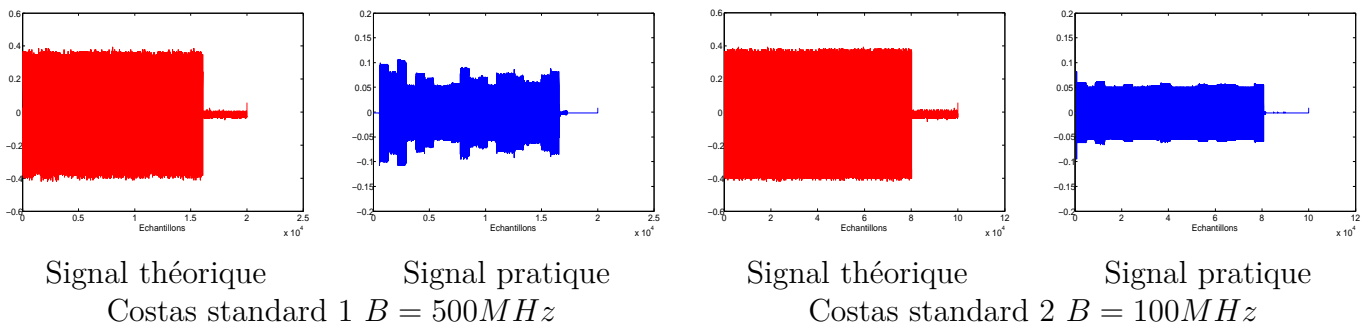 0.6
0.4
0.2
0
−0.2
−0.4
−0.6
0 0.5 1 1.5 2 2.5
Echantillons
x 10^4
0.2
0.15
0.1
0.05
0
−0.05
−0.1
−0.15
−0.2
0 0.5 1 1.5 2 2.5
Echantillons
x 10^4
0.6
0.4
0.2
0
−0.2
−0.4
−0.6
0 2 4 6 8 10 12
Echantillons
x 10^4
0.2
0.15
0.1
0.05
0
−0.05
−0.1
−0.15
−0.2
0 2 4 6 8 10 12
Echantillons
x 10^4
Signal théorique Signal pratique Signal théorique Signal pratique
Costas standard 1 B = 500MHz Costas standard 2 B = 100MHz